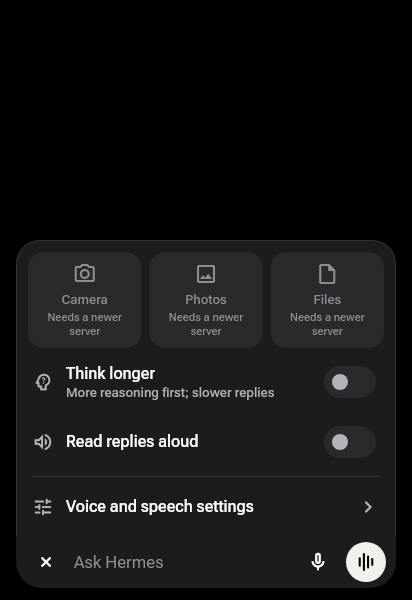 Camera
Needs a newer
server
Photos
Needs a newer
server
Files
Needs a newer
server
Think longer
More reasoning first; slower replies
Read replies aloud
Voice and speech settings
Ask Hermes